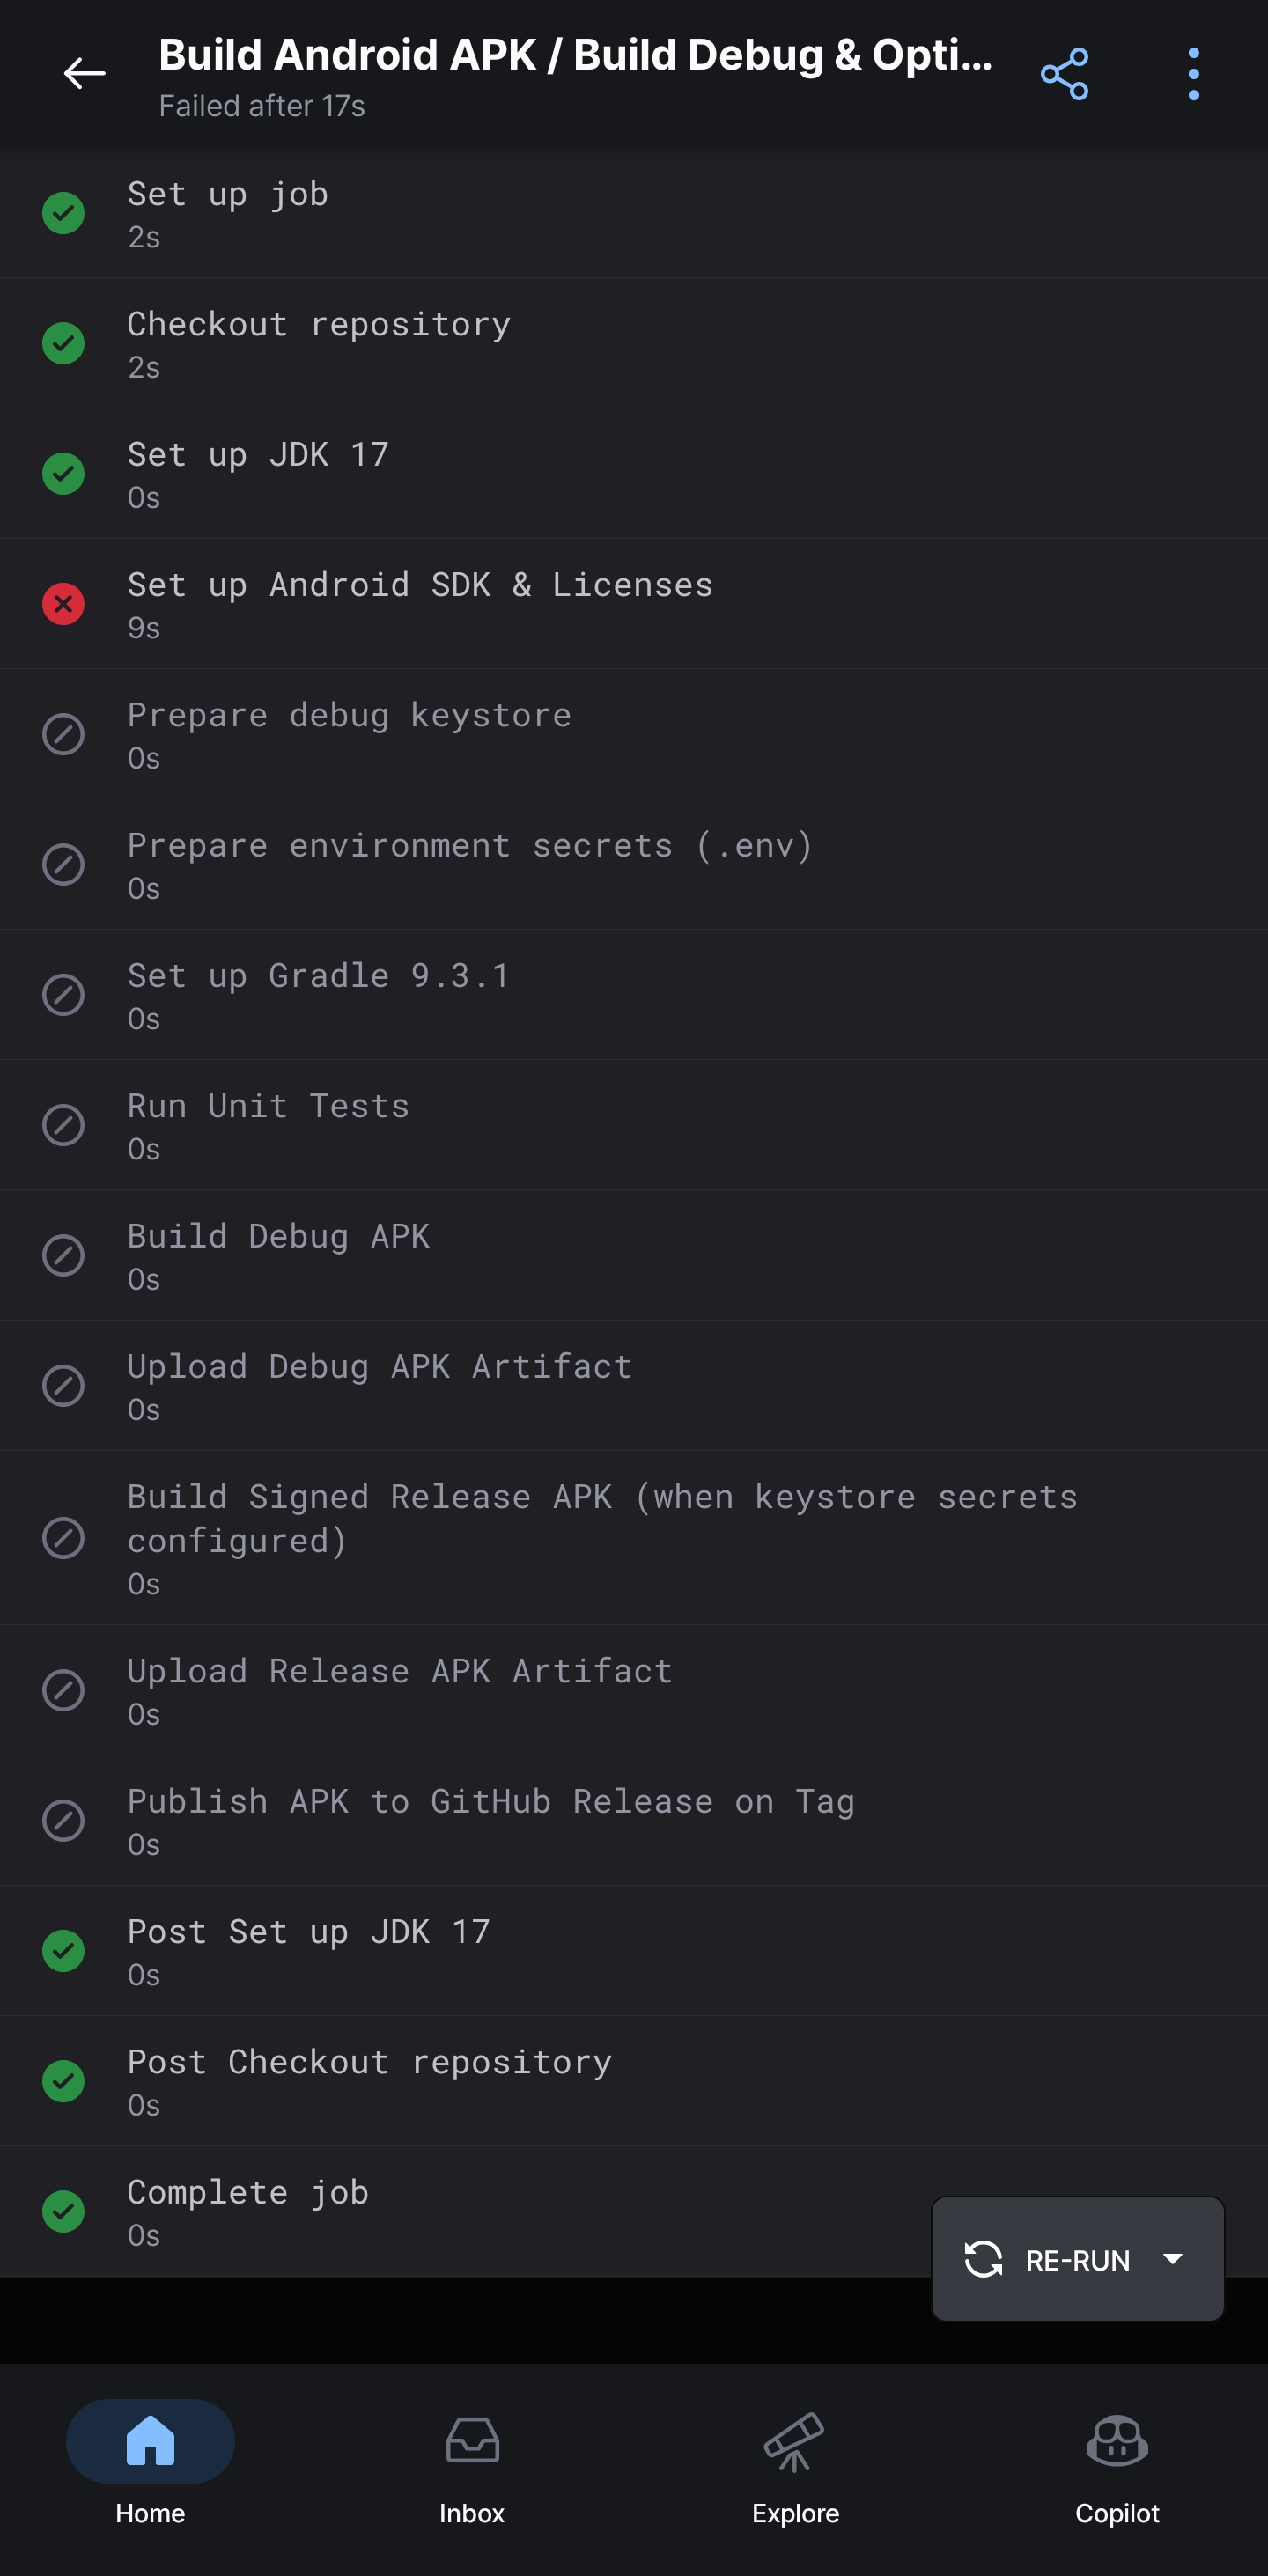 Build Android APK / Build Debug & Opti...
Failed after 17s
Set up job
2s
Checkout repository
2s
Set up JDK 17
0s
Set up Android SDK & Licenses
9s
Prepare debug keystore
0s
Prepare environment secrets (.env)
0s
Set up Gradle 9.3.1
0s
Run Unit Tests
0s
Build Debug APK
0s
Upload Debug APK Artifact
0s
Build Signed Release APK (when keystore secrets
configured)
0s
Upload Release APK Artifact
0s
Publish APK to GitHub Release on Tag
0s
Post Set up JDK 17
0s
Post Checkout repository
0s
Complete job
0s
RE-RUN
Home
Inbox
Explore
Copilot